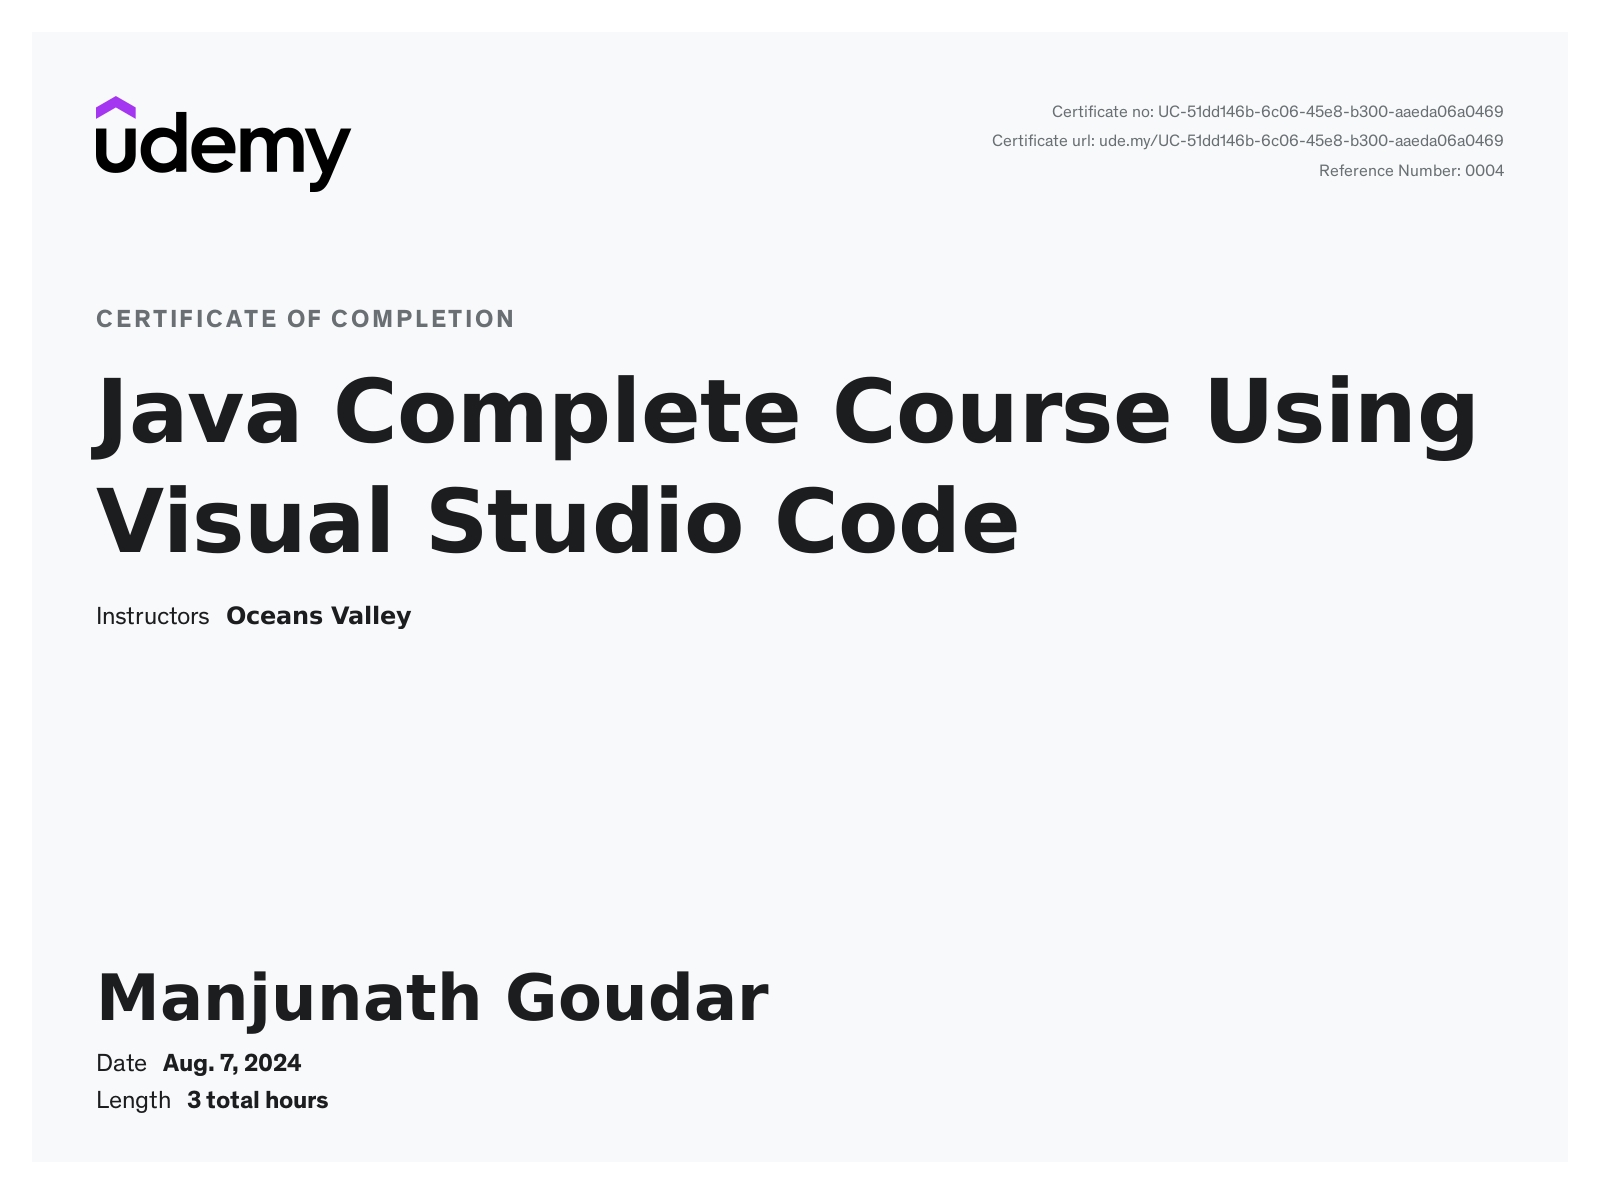 udemy
Certificate no: UC-51dd146b-6c06-45e8-b300-aaeda06a0469
Certificate url: ude.my/UC-51dd146b-6c06-45e8-b300-aaeda06a0469
Reference Number: 0004
CERTIFICATE OF COMPLETION
Java Complete Course Using
Visual Studio Code
Instructors Oceans Valley
Manjunath Goudar
Date Aug. 7, 2024
Length 3 total hours